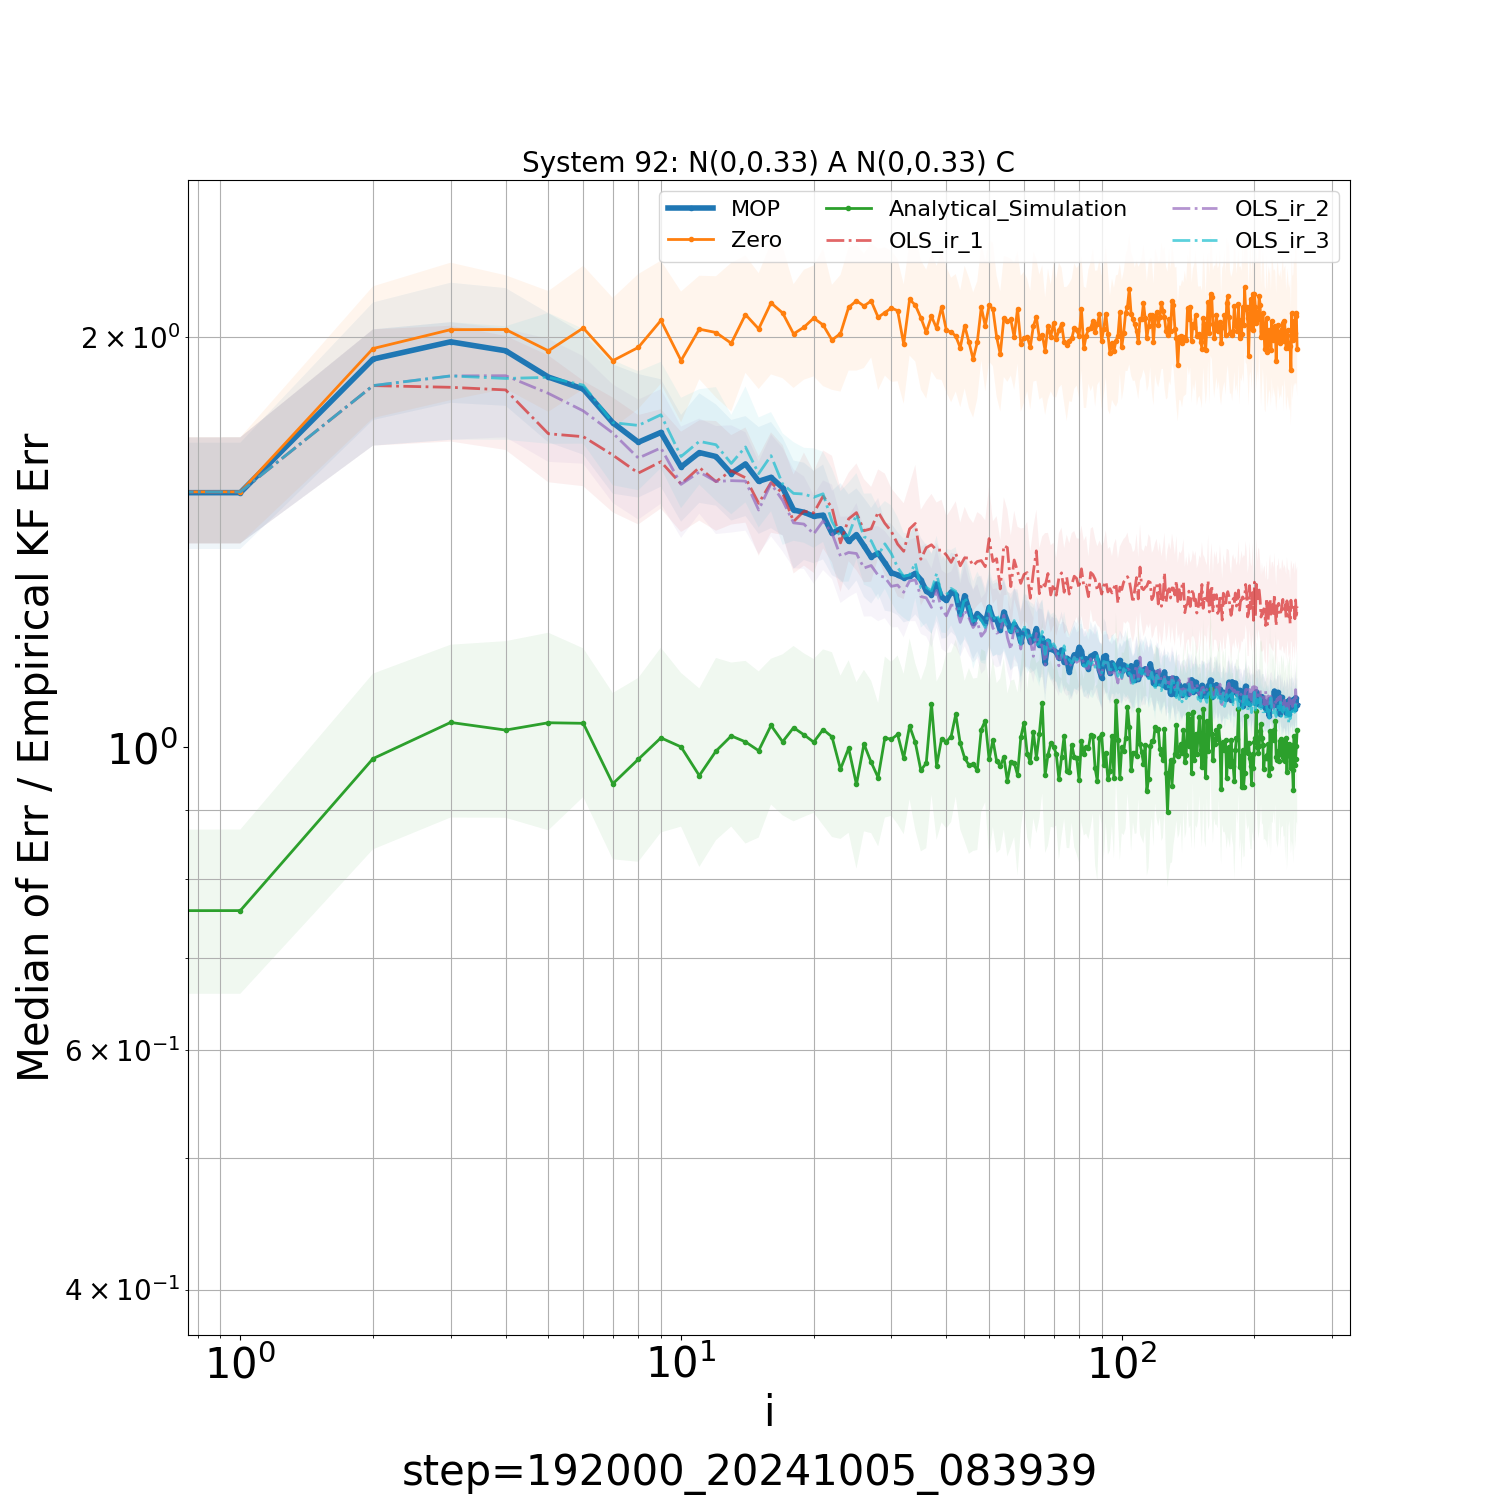 System 92: N(0,0.33) A N(0,0.33) C
MOP
Zero
Analytical_Simulation
OLS_ir_1
OLS_ir_2
OLS_ir_3
Median of Err / Empirical KF Err
2 × 10⁰
10⁰
6 × 10⁻¹
4 × 10⁻¹
10⁰ 10¹ 10²
i
step=192000_20241005_083939